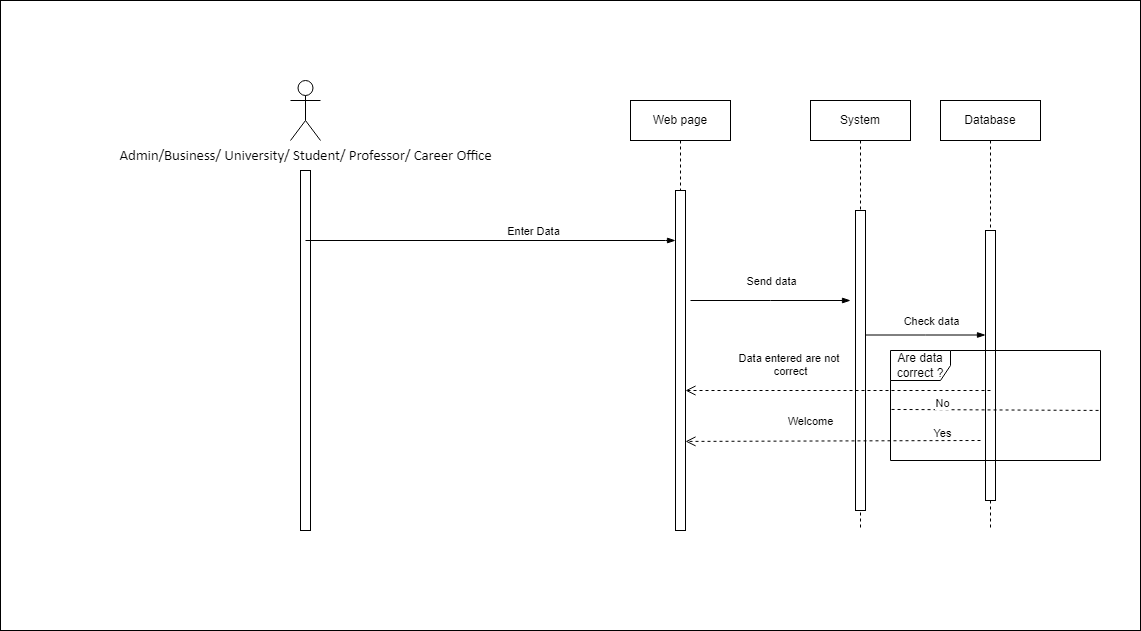 Admin/Business/ University/ Student/ Professor/ Career Office
Web page
System
Database
Enter Data
Send data
Check data
Are data
correct ?
Data entered are not
correct
No
Welcome
Yes